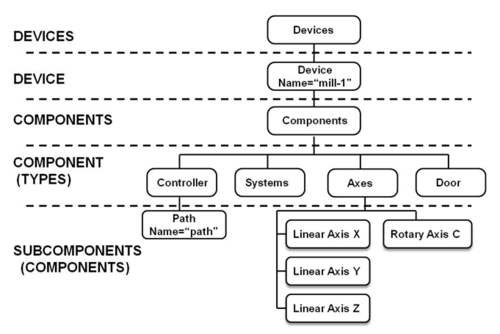 DEVICES
Devices
DEVICE
Device
Name="mill-1"
COMPONENTS
Components
COMPONENT
(TYPES)
Controller
Systems
Axes
Door
SUBCOMPONENTS
(COMPONENTS)
Path
Name="path"
Linear Axis X
Rotary Axis C
Linear Axis Y
Linear Axis Z